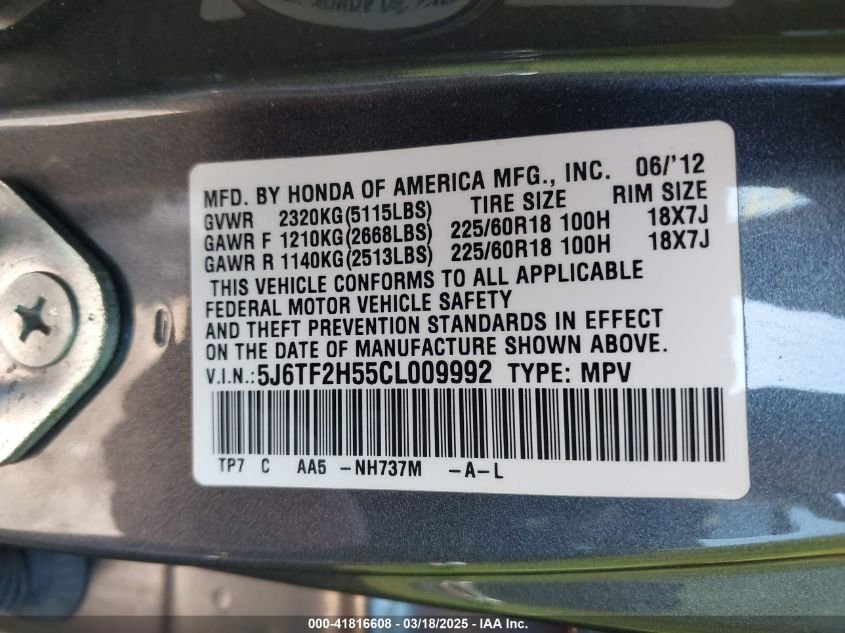 MFD. BY HONDA OF AMERICA MFG., INC. 06/'12
GVWR 2320KG(5115LBS) TIRE SIZE RIM SIZE
GAWR F 1210KG(2668LBS) 225/60R18 100H 18X7J
GAWR R 1140KG(2513LBS) 225/60R18 100H 18X7J
THIS VEHICLE CONFORMS TO ALL APPLICABLE
FEDERAL MOTOR VEHICLE SAFETY
AND THEFT PREVENTION STANDARDS IN EFFECT
ON THE DATE OF MANUFACTURE SHOWN ABOVE.
V.I.N.:5J6TF2H55CL009992 TYPE: MPV
TP7 C AA5 -NH737M -A-L
000-41816608 - 03/18/2025 - IAA Inc.